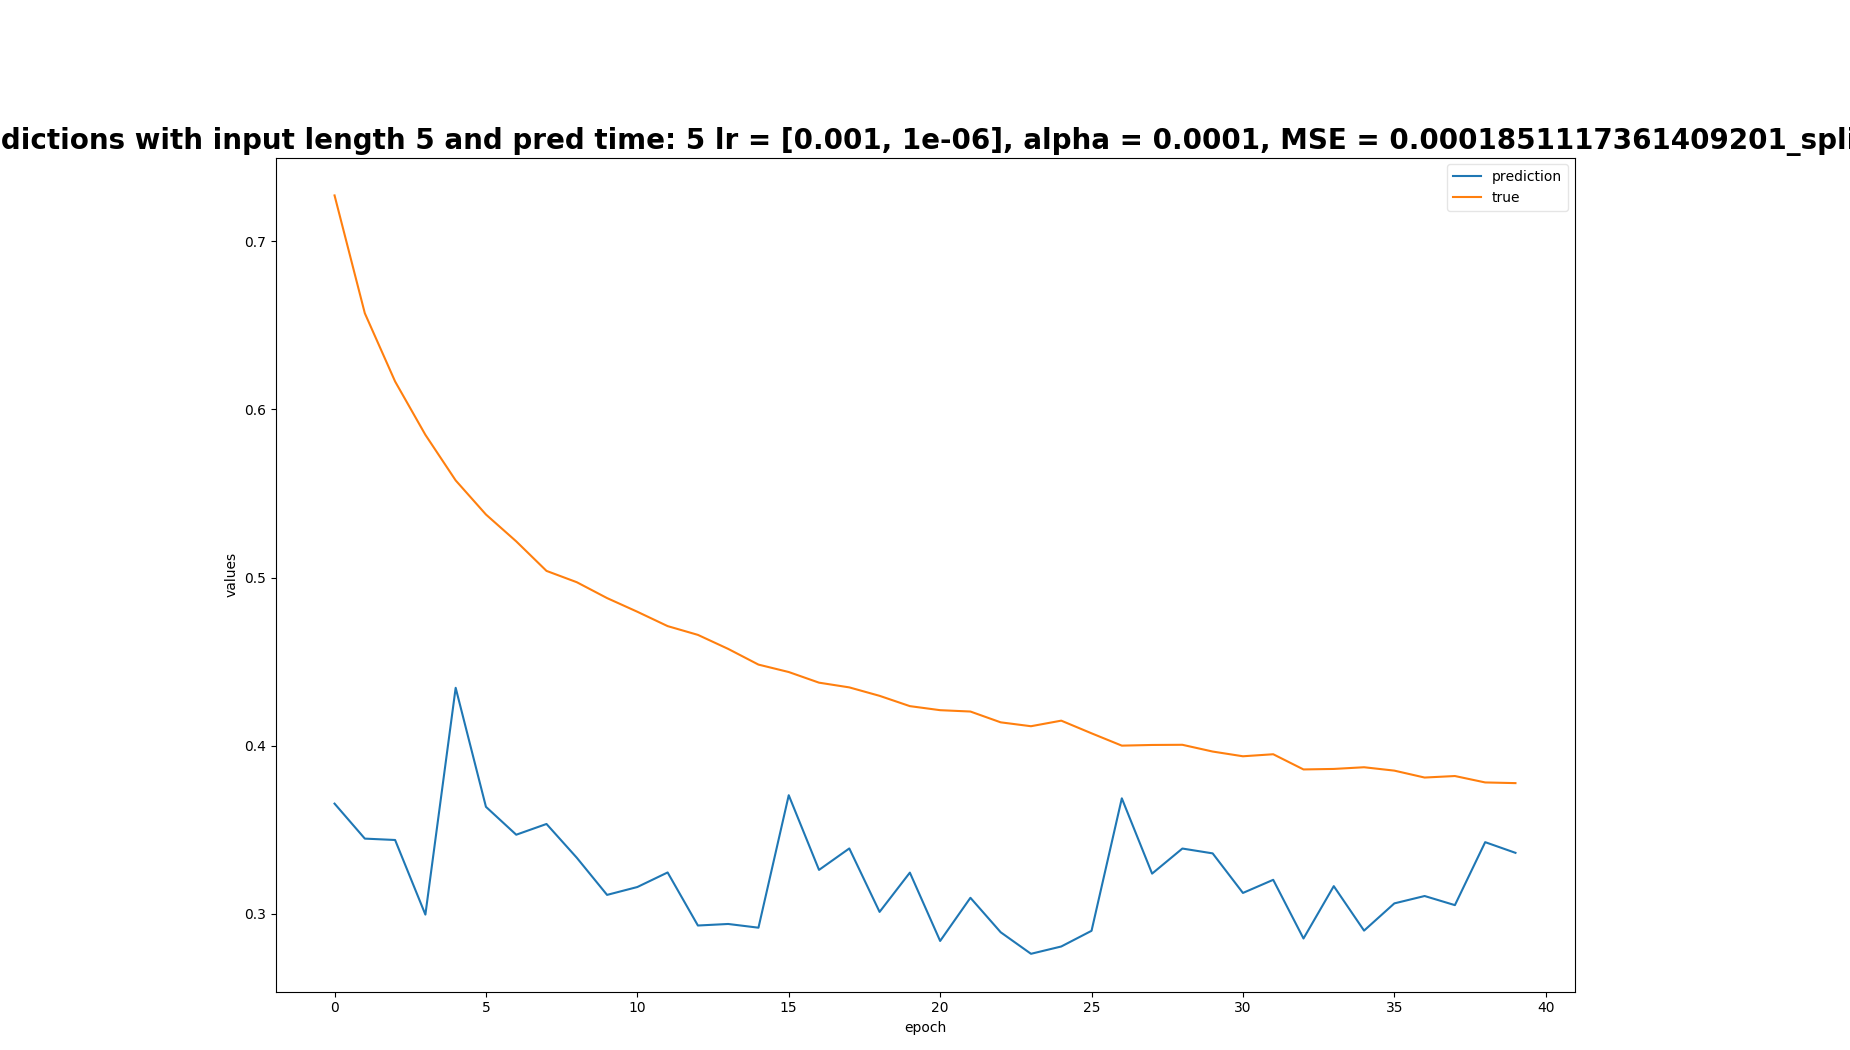 dictions with input length 5 and pred time: 5 lr = [0.001, 1e-06], alpha = 0.0001, MSE = 0.0001851117361409201_spli
prediction
true
0.7
0.6
0.5
0.4
0.3
values
0
5
10
15
20
25
30
35
40
epoch